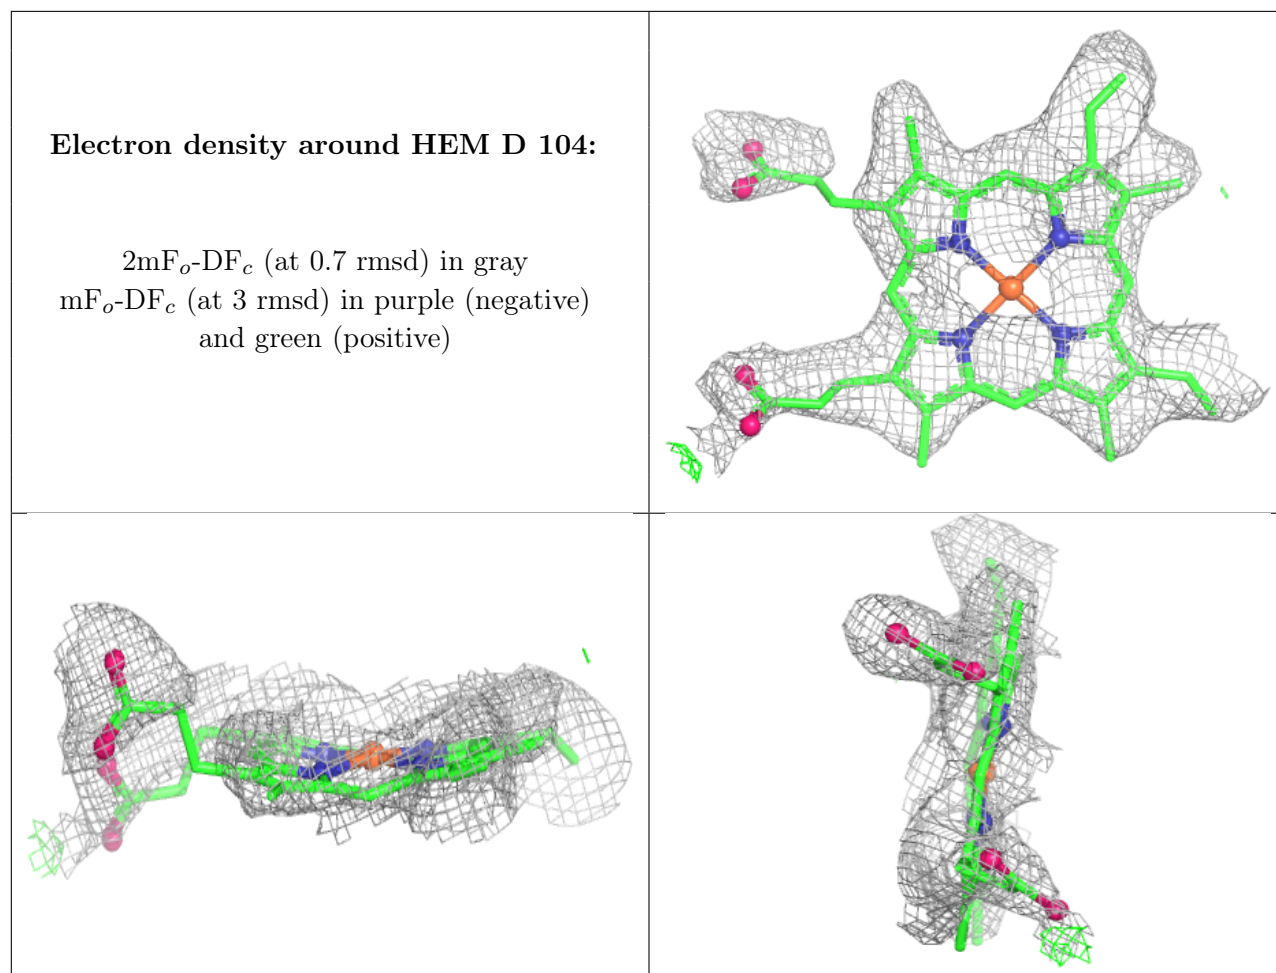 Electron density around HEM D 104:
2mFo-DFc (at 0.7 rmsd) in gray
mFo-DFc (at 3 rmsd) in purple (negative)
and green (positive)